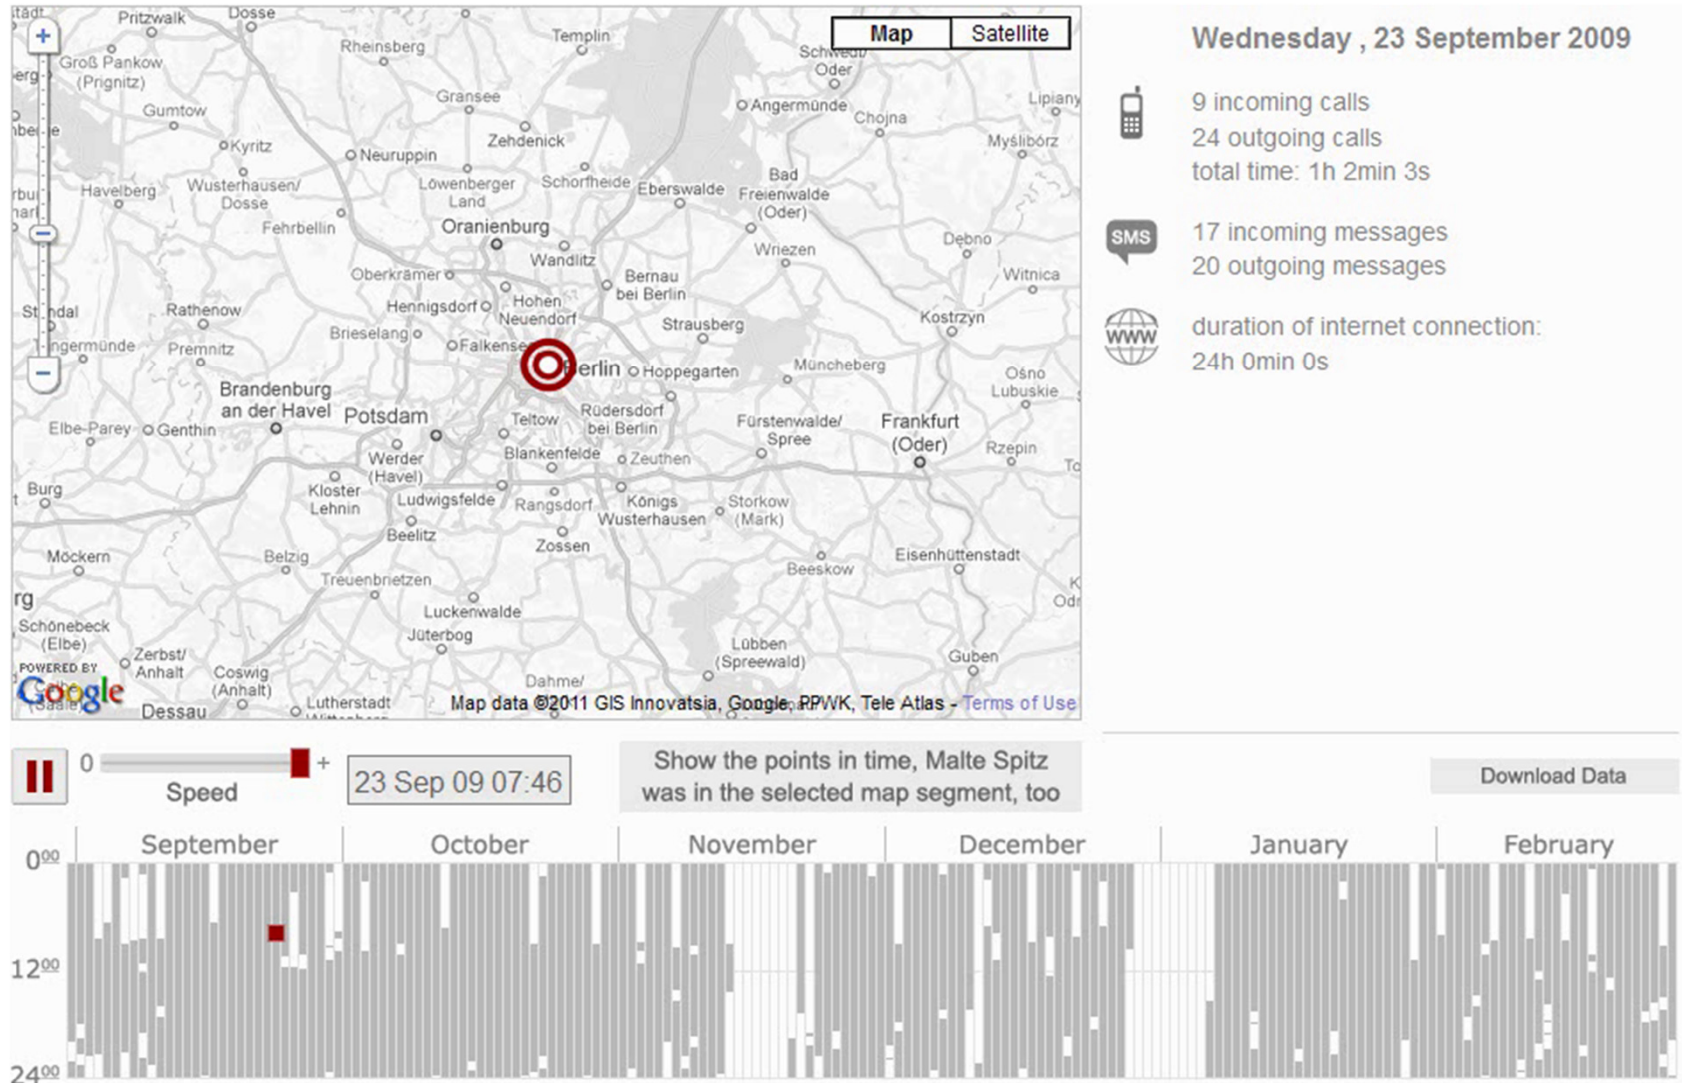 Pritzwalk
Dosse
Templin
Map
Satellite
Rheinsberg
Groß Pankow
(Prignitz)
Schwedt/
Oder
Gransee
Angermünde
Lipiany
Gumtow
Chojna
Zehdenick
Myślibórz
Kyritz
Neuruppin
Havelberg
Wusterhausen/
Dosse
Löwenberger
Land
Schorfheide
Eberswalde
Bad
Freienwalde
(Oder)
Fehrbellin
Oranienburg
Wandlitz
Wriezen
Dębno
Oberkrämer
Bernau
bei Berlin
Witnica
Rathenow
Hennigsdorf
Hohen
Neuendorf
Strausberg
Kostrzyn
Brieselang
Premnitz
Falkensee
Berlin
Hoppegarten
Müncheberg
Ośno
Lubuskie
Brandenburg
an der Havel
Potsdam
Teltow
Rüdersdorf
bei Berlin
Fürstenwalde/
Spree
Frankfurt
(Oder)
Elbe-Parey
Genthin
Werder
(Havel)
Blankenfelde
Zeuthen
Rzepin
Burg
Kloster
Lehnin
Ludwigsfelde
Rangsdorf
Königs
Wusterhausen
Storkow
(Mark)
Beelitz
Zossen
Möckern
Belzig
Beeskow
Eisenhüttenstadt
Treuenbrietzen
Luckenwalde
Schönebeck
(Elbe)
Jüterbog
Lübben
(Spreewald)
Guben
Zerbst/
Anhalt
Coswig
(Anhalt)
Dahme/
Lutherstadt
Dessau
POWERED BY
Google
Map data ©2011 GIS Innovatsia, Google, PPWK, Tele Atlas - Terms of Use
Wednesday , 23 September 2009
9 incoming calls
24 outgoing calls
total time: 1h 2min 3s
SMS
17 incoming messages
20 outgoing messages
WWW
duration of internet connection:
24h 0min 0s
0 +
Speed
23 Sep 09 07:46
Show the points in time, Malte Spitz
was in the selected map segment, too
Download Data
September October November December January February
0⁰⁰
12⁰⁰
24⁰⁰